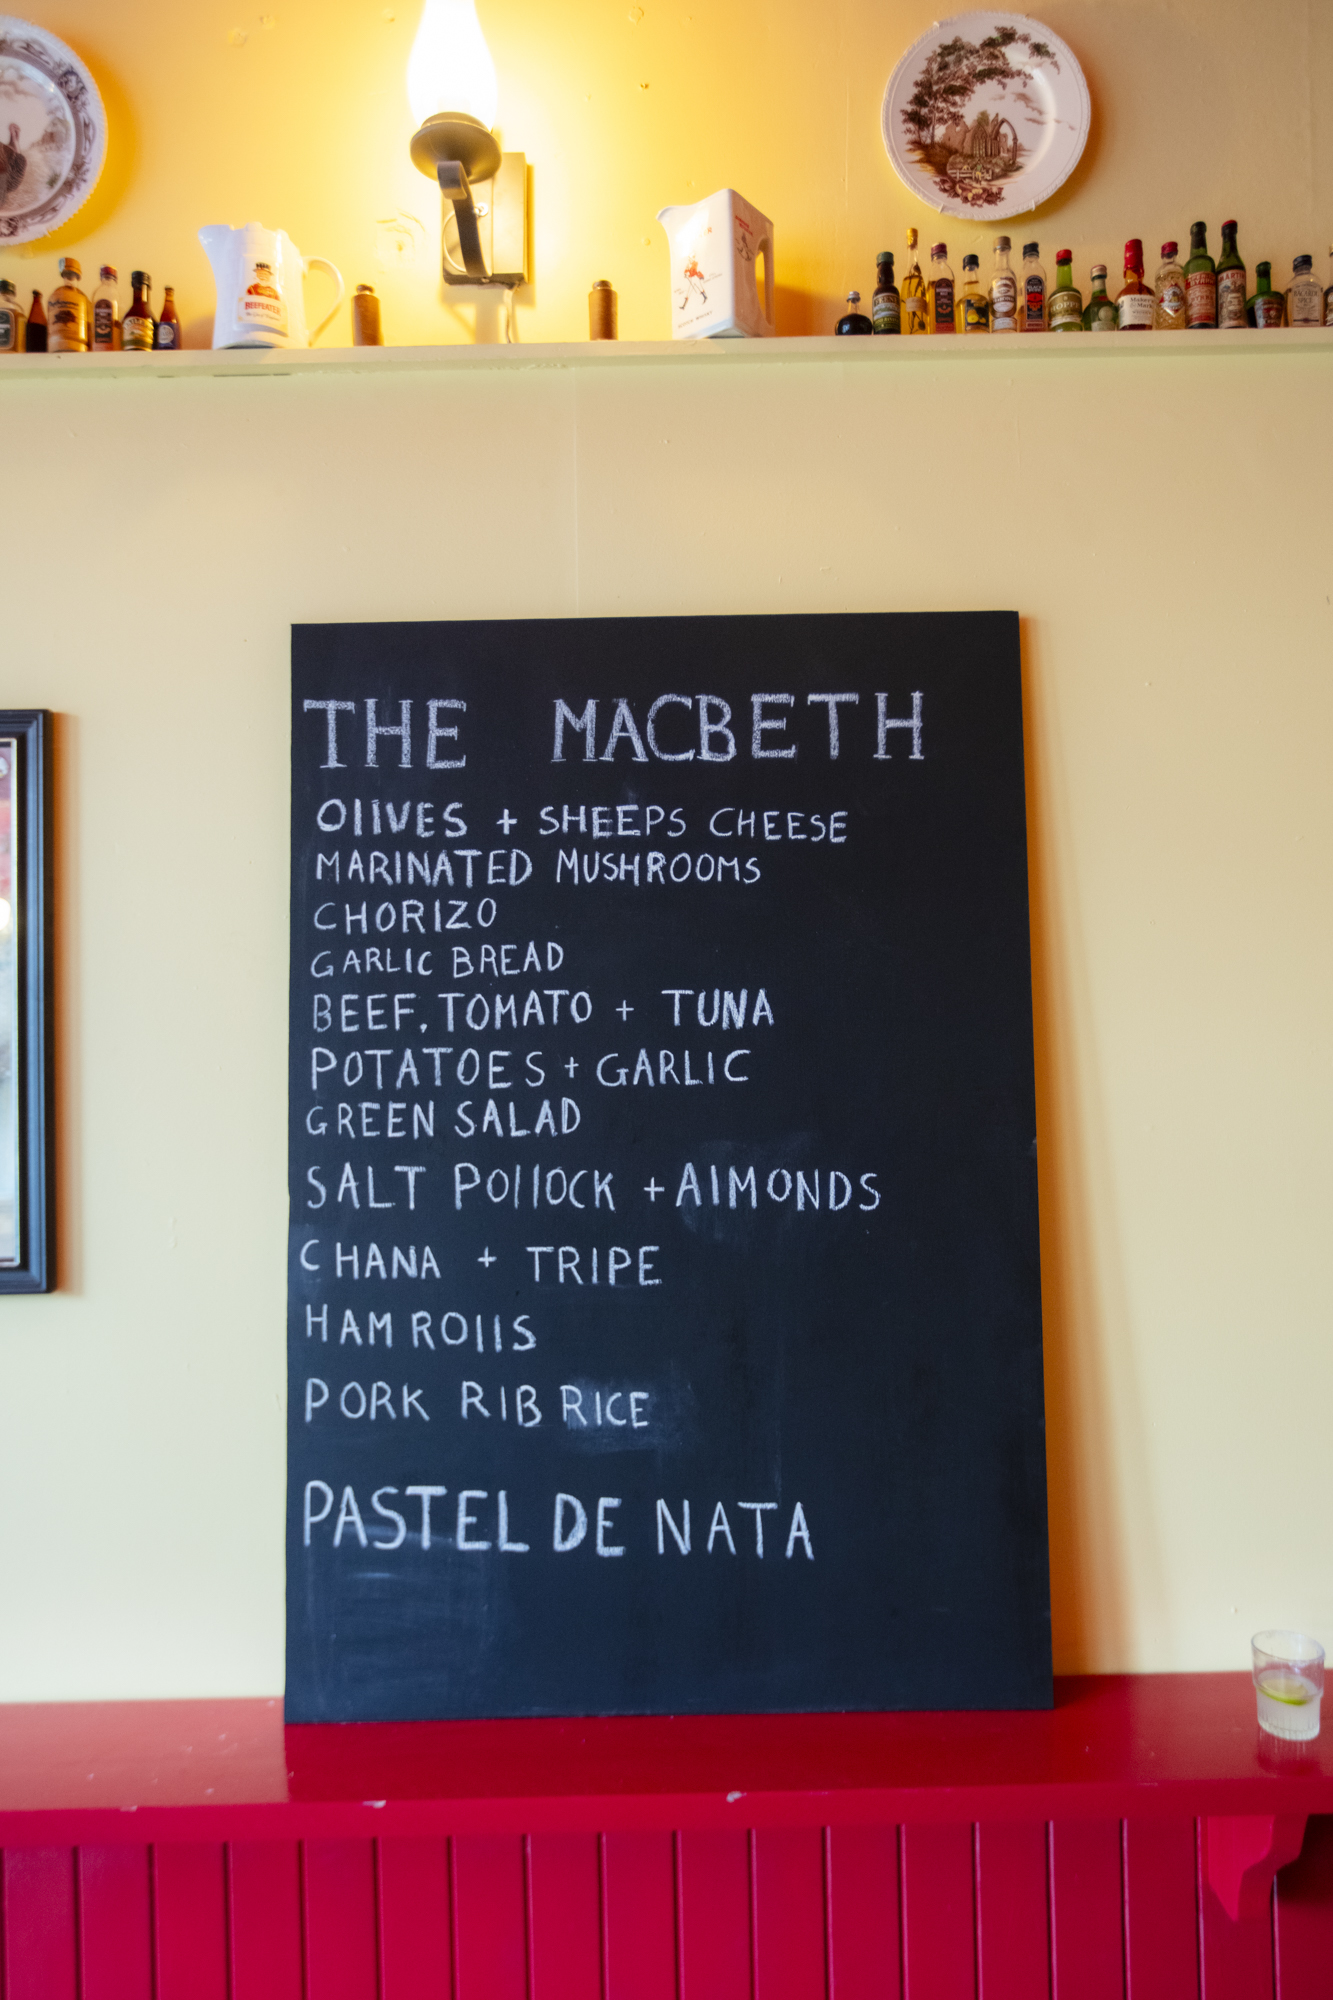 BEEFEATER
THE MACBETH
OlIVES + SHEEPS CHEESE
MARINATED MUSHROOMS
CHORIZO
GARLIC BREAD
BEEF, TOMATO + TUNA
POTATOES + GARLIC
GREEN SALAD
SALT POllOCK + AlMONDS
CHANA + TRIPE
HAM ROllS
PORK RIB RICE
PASTEL DE NATA